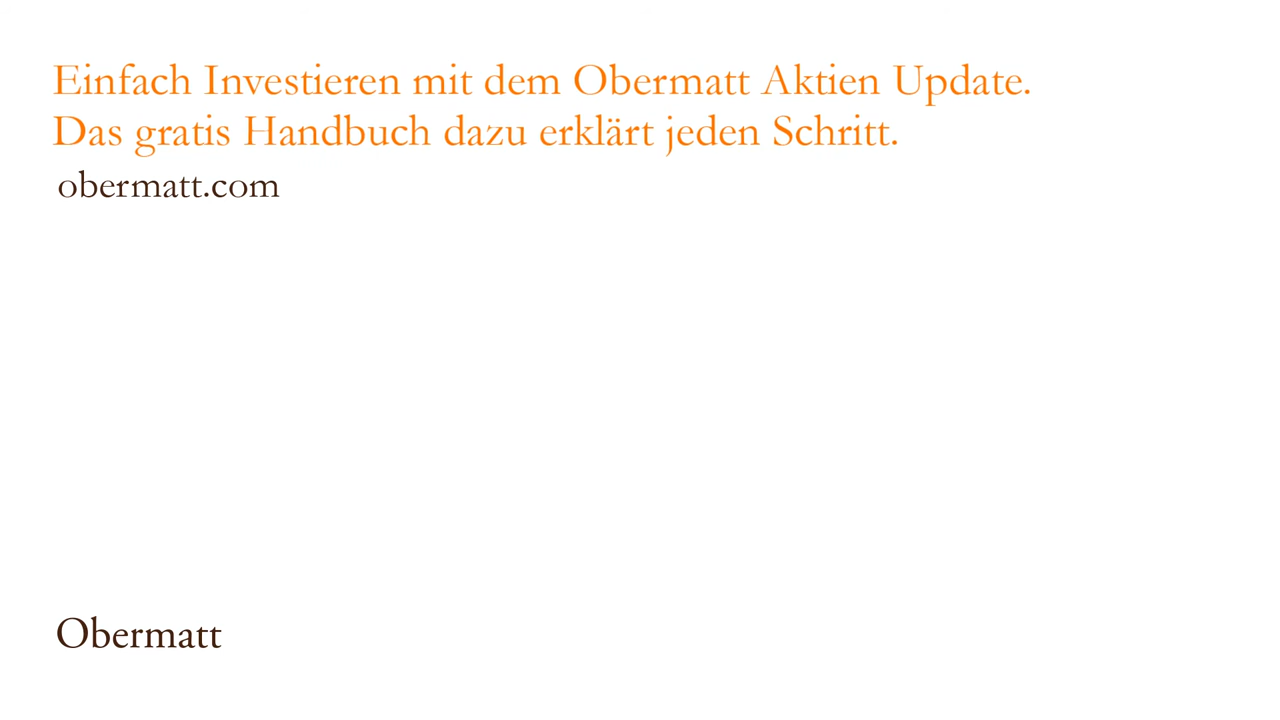 Einfach Investieren mit dem Obermatt Aktien Update.
Das gratis Handbuch dazu erklärt jeden Schritt.
obermatt.com
Obermatt